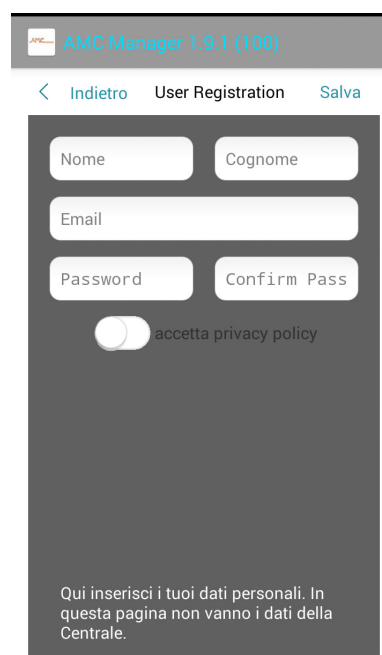 AMC
AMC Manager 1.9.1 (100)
Indietro User Registration Salva
Nome Cognome
Email
Password Confirm Pass
accetta privacy policy
Qui inserisci i tuoi dati personali. In
questa pagina non vanno i dati della
Centrale.